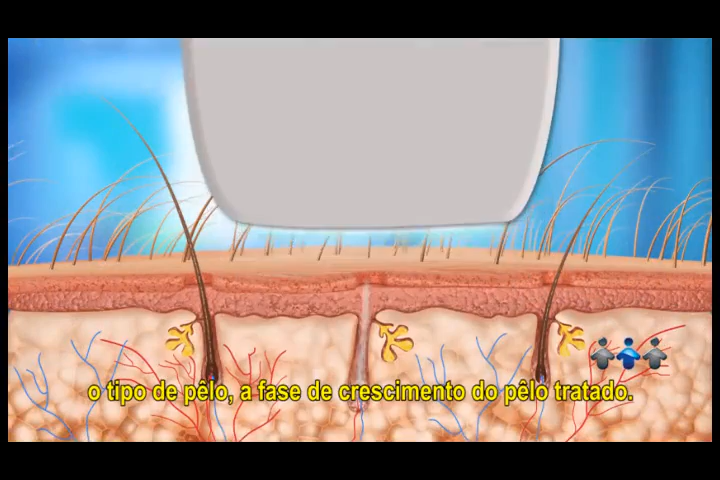 o tipo de pêlo, a fase de crescimento do pêlo tratado.